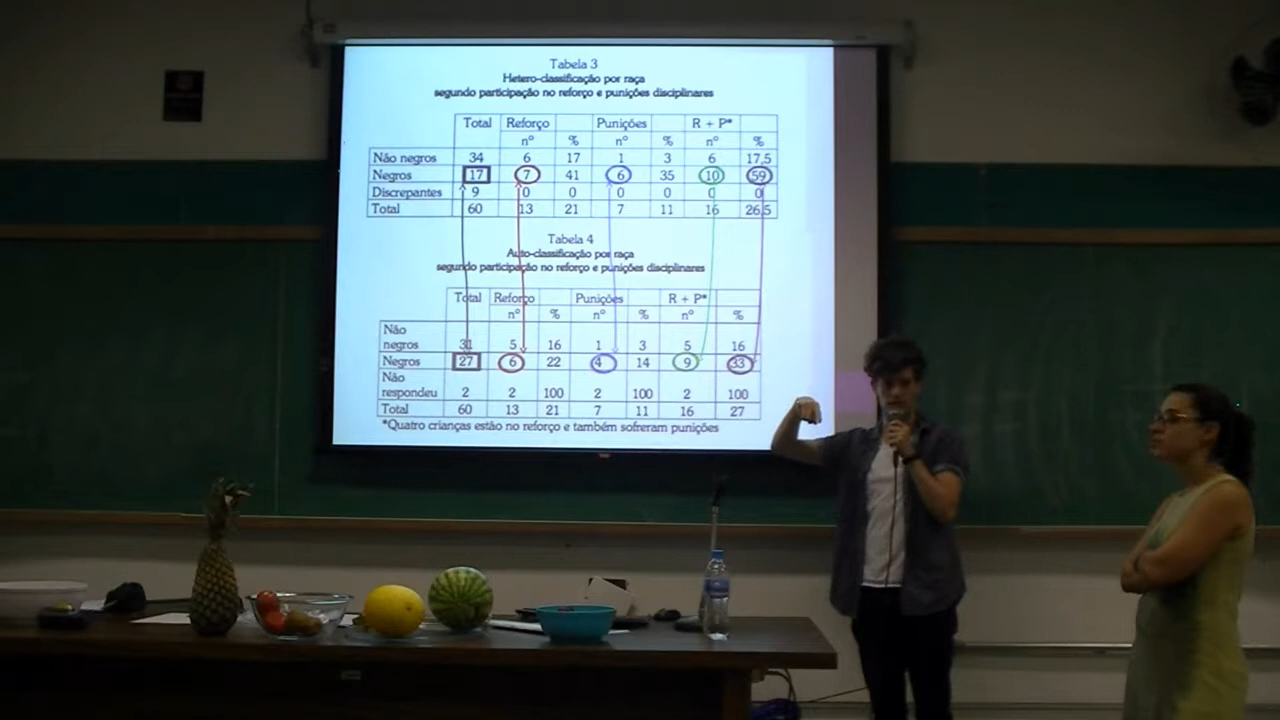 Tabela 3
Hetero-classificação por raça
segundo participação no reforço e punições disciplinares
Total Reforço Punições R + P*
nº % nº % nº %
Não negros 34 6 17 1 3 6 17,5
Negros 17 7 41 6 35 10 59
Discrepantes 9 0 0 0 0 0 0
Total 60 13 21 7 11 16 26,5
Tabela 4
Auto-classificação por raça
segundo participação no reforço e punições disciplinares
Total Reforço Punições R + P*
nº % nº % nº %
Não
negros 31 5 16 1 3 5 16
Negros 27 6 22 4 14 9 33
Não
respondeu 2 2 100 2 100 2 100
Total 60 13 21 7 11 16 27
*Quatro crianças estão no reforço e também sofreram punições